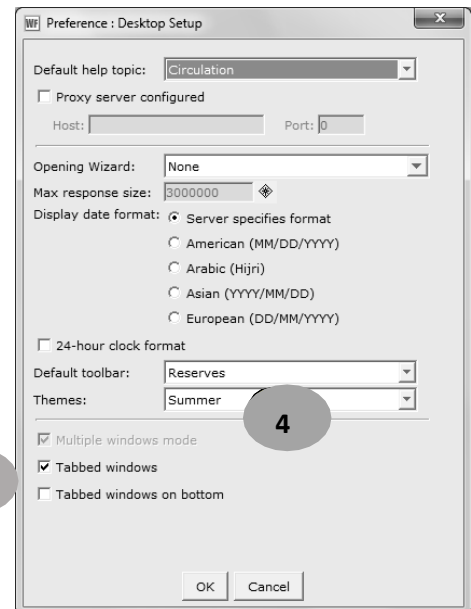 WF Preference : Desktop Setup x
Default help topic: Circulation
Proxy server configured
Host: Port: 0
Opening Wizard: None
Max response size: 3000000
Display date format: Server specifies format
American (MM/DD/YYYY)
Arabic (Hijri)
Asian (YYYY/MM/DD)
European (DD/MM/YYYY)
24-hour clock format
Default toolbar: Reserves
Themes: Summer
4
Multiple windows mode
Tabbed windows
Tabbed windows on bottom
OK Cancel